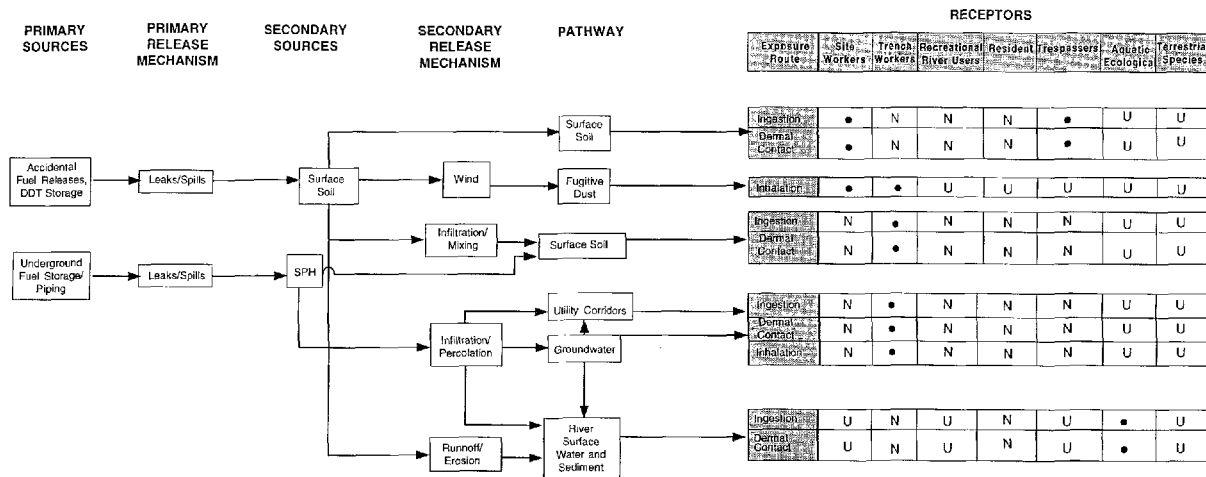 RECEPTORS
PRIMARY SOURCES
PRIMARY RELEASE MECHANISM
SECONDARY SOURCES
SECONDARY RELEASE MECHANISM
PATHWAY
Exposure Route
Site Workers
Trench Workers
Recreational River Users
Resident
Trespassers
Aquatic Ecological
Terrestrial Species
Accidental Fuel Releases, DDT Storage
Leaks/Spills
Surface Soil
Wind
Infiltration/ Mixing
Surface Soil
Fugitive Dust
Surface Soil
Underground Fuel Storage/ Piping
Leaks/Spills
SPH
Infiltration/ Percolation
Utility Corridors
Groundwater
Runoff/ Erosion
River Surface Water and Sediment
Ingestion • N N N • U U
Dermal Contact • N N N • U U
Inhalation • • U U U U U
Ingestion N • N N N U U
Dermal Contact N • N N N U U
Ingestion N • N N N U U
Dermal Contact N • N N N U U
Inhalation N • N N N U U
Ingestion U N U N U • U
Dermal Contact U N U N U • U